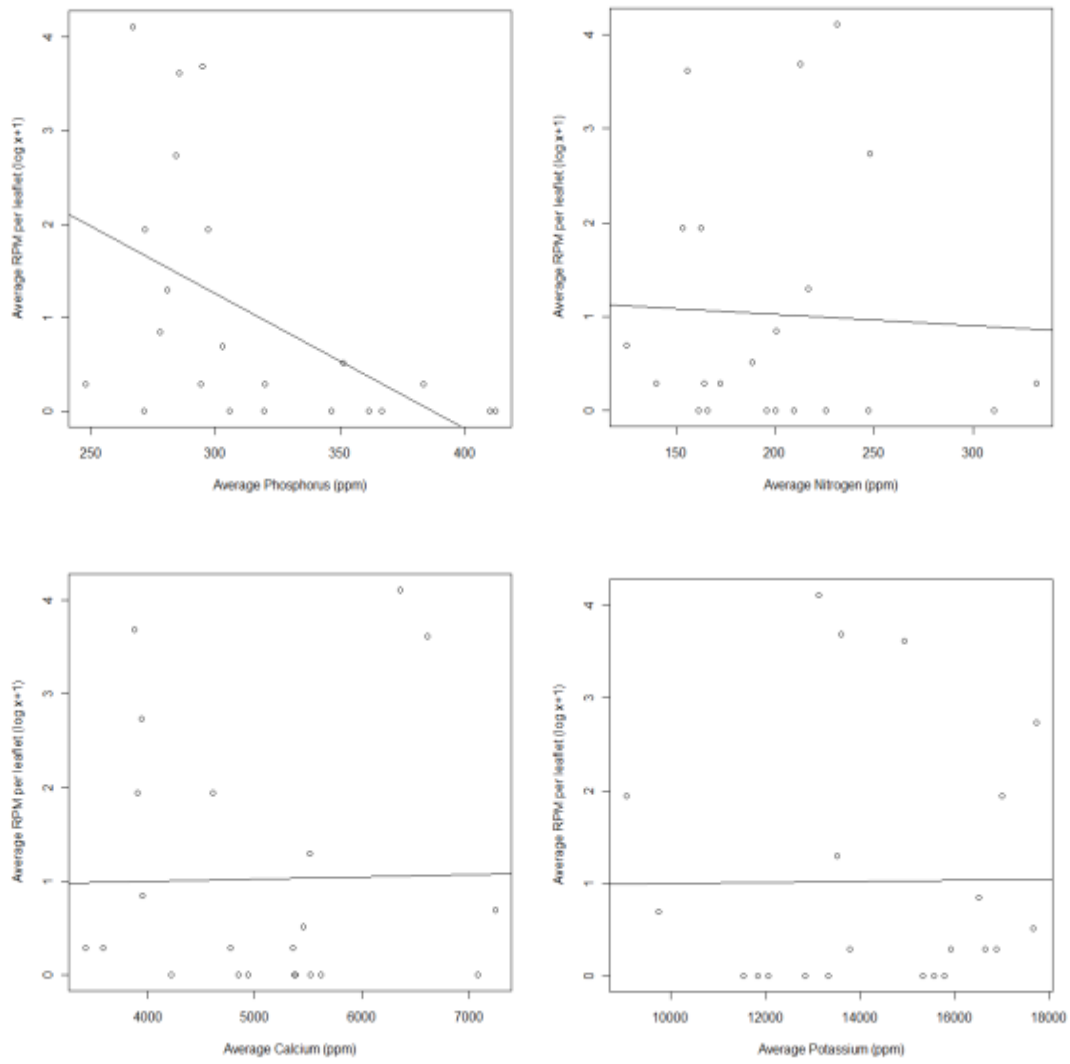 Average RPM per leaflet (log x+1)
4
3
2
1
0
250 300 350 400
Average Phosphorus (ppm)
Average RPM per leaflet (log x+1)
4
3
2
1
0
150 200 250 300
Average Nitrogen (ppm)
Average RPM per leaflet (log x+1)
4
3
2
1
0
4000 5000 6000 7000
Average Calcium (ppm)
Average RPM per leaflet (log x+1)
4
3
2
1
0
10000 12000 14000 16000 18000
Average Potassium (ppm)